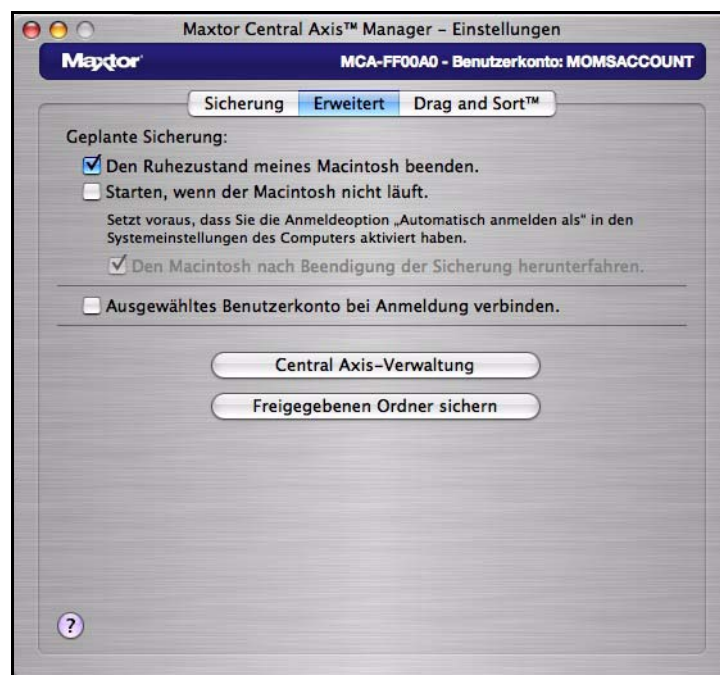 Maxtor Central Axis™ Manager – Einstellungen
Maxtor
MCA-FF00A0 - Benutzerkonto: MOMSACCOUNT
Sicherung
Erweitert
Drag and Sort™
Geplante Sicherung:
Den Ruhezustand meines Macintosh beenden.
Starten, wenn der Macintosh nicht läuft.
Setzt voraus, dass Sie die Anmeldeoption „Automatisch anmelden als“ in den
Systemeinstellungen des Computers aktiviert haben.
Den Macintosh nach Beendigung der Sicherung herunterfahren.
Ausgewähltes Benutzerkonto bei Anmeldung verbinden.
Central Axis–Verwaltung
Freigegebenen Ordner sichern
?